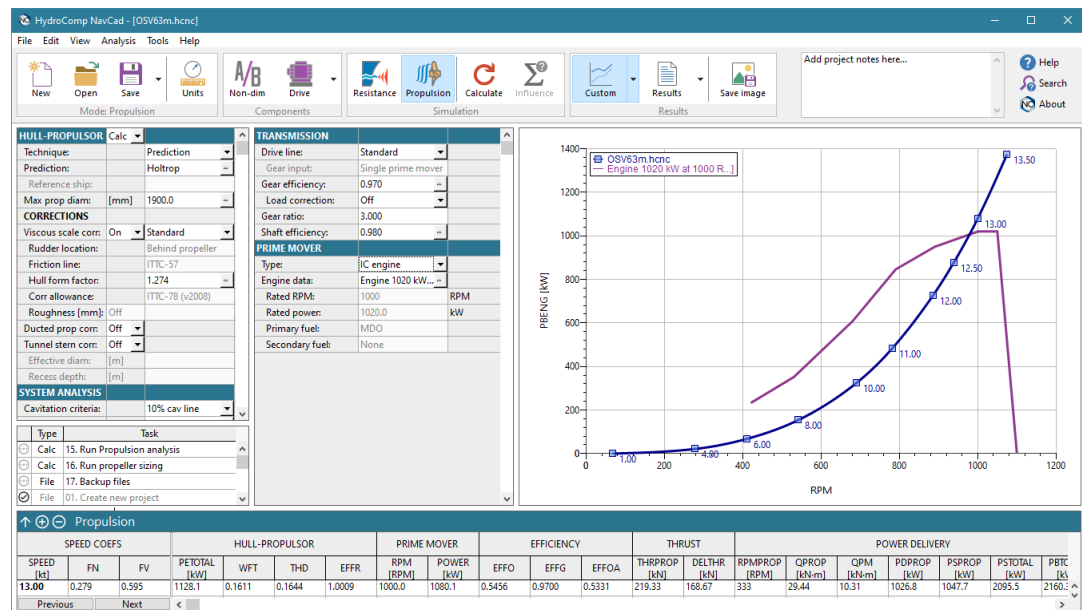 HydroComp NavCad - [OSV63m.hcnc]
File Edit View Analysis Tools Help
New Open Save Units Non-dim Drive Resistance Propulsion Calculate Influence Custom Results Save image
Mode: Propulsion Components Simulation Results
Add project notes here...
Help
Search
About
HULL-PROPULSOR Calc
Technique: Prediction
Prediction: Holtrop
Reference ship:
Max prop diam: [mm] 1900.0
CORRECTIONS
Viscous scale corr: On Standard
Rudder location: Behind propeller
Friction line: ITTC-57
Hull form factor: 1.274
Corr allowance: ITTC-78 (v2008)
Roughness [mm]: Off
Ducted prop corr: Off
Tunnel stern corr: Off
Effective diam: [m]
Recess depth: [m]
SYSTEM ANALYSIS
Cavitation criteria: 10% cav line
Type Task
Calc 15. Run Propulsion analysis
Calc 16. Run propeller sizing
File 17. Backup files
File 01. Create new project
TRANSMISSION
Drive line: Standard
Gear input: Single prime mover
Gear efficiency: 0.970
Load correction: Off
Gear ratio: 3.000
Shaft efficiency: 0.980
PRIME MOVER
Type: IC engine
Engine data: Engine 1020 kW...
Rated RPM: 1000 RPM
Rated power: 1020.0 kW
Primary fuel: MDO
Secondary fuel: None
OSV63m.hcnc
Engine 1020 kW at 1000 R...]
1400
1200
1000
800
600
400
200
0
PBENG [kW]
0 200 400 600 800 1000 1200
RPM
1.00
4.00
6.00
8.00
10.00
11.00
12.00
12.50
13.00
13.50
Propulsion
SPEED COEFS HULL-PROPULSOR PRIME MOVER EFFICIENCY THRUST POWER DELIVERY
SPEED [kt] FN FV PETOTAL [kW] WFT THD EFFR RPM [RPM] POWER [kW] EFFO EFFG EFFOA THRPROP [kN] DELTHR [kN] RPMPROP [RPM] QPROP [kN·m] QPM [kN·m] PDPROP [kW] PSPROP [kW] PSTOTAL [kW] PBTC [kW]
13.00 0.279 0.595 1128.1 0.1611 0.1644 1.0009 1000.0 1080.1 0.5456 0.9700 0.5331 219.33 168.67 333 29.44 10.31 1026.8 1047.7 2095.5 2160.3
Previous Next